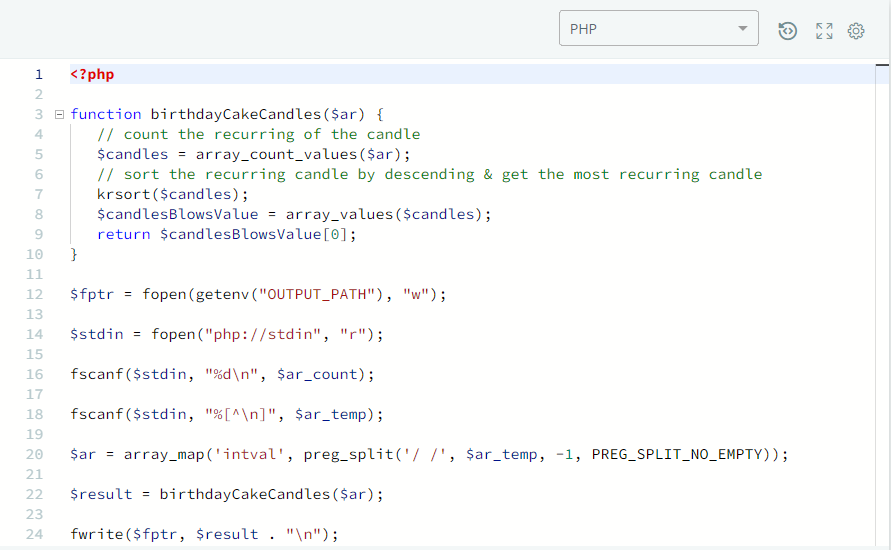 PHP
1 <?php
2
3 function birthdayCakeCandles($ar) {
4 // count the recurring of the candle
5 $candles = array_count_values($ar);
6 // sort the recurring candle by descending & get the most recurring candle
7 krsort($candles);
8 $candlesBlowsValue = array_values($candles);
9 return $candlesBlowsValue[0];
10 }
11
12 $fptr = fopen(getenv("OUTPUT_PATH"), "w");
13
14 $stdin = fopen("php://stdin", "r");
15
16 fscanf($stdin, "%d\n", $ar_count);
17
18 fscanf($stdin, "%[^\n]", $ar_temp);
19
20 $ar = array_map('intval', preg_split('/ /', $ar_temp, -1, PREG_SPLIT_NO_EMPTY));
21
22 $result = birthdayCakeCandles($ar);
23
24 fwrite($fptr, $result . "\n");